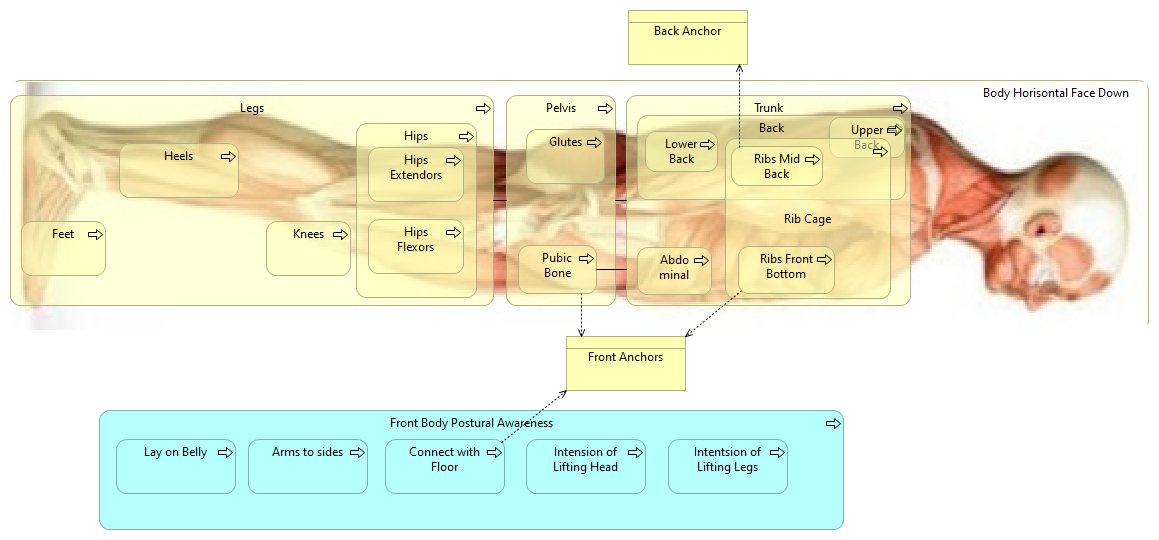 Back Anchor
Body Horisontal Face Down
Legs
Pelvis
Trunk
Hips
Back
Glutes
Upper
Back
Lower
Back
Heels
Hips
Extendors
Ribs Mid
Back
Rib Cage
Feet
Knees
Hips
Flexors
Pubic
Bone
Abdo
minal
Ribs Front
Bottom
Front Anchors
Front Body Postural Awareness
Lay on Belly
Arms to sides
Connect with
Floor
Intension of
Lifting Head
Intentsion of
Lifting Legs